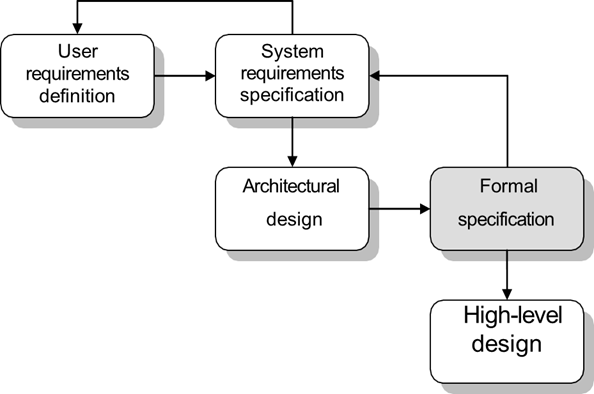 User
requirements
definition
System
requirements
specification
Architectural
design
Formal
specification
High-level
design